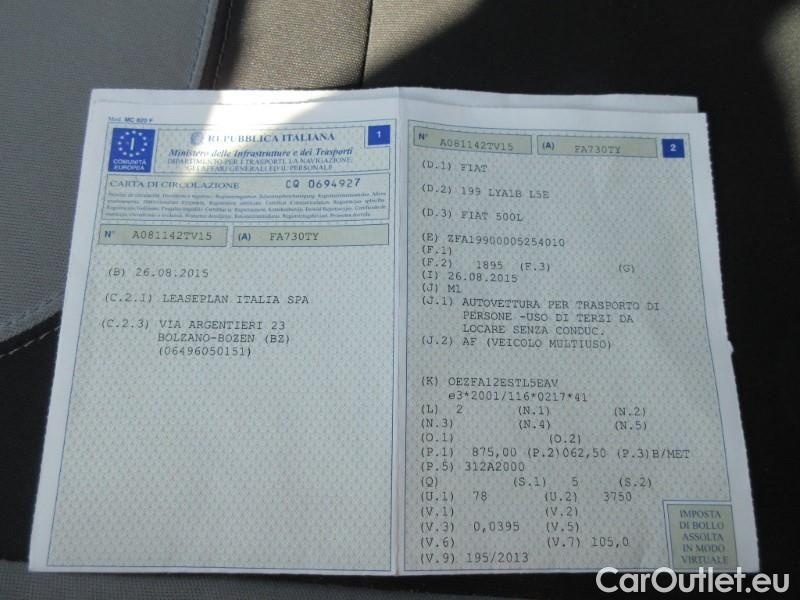 Mod. MC 820 F
REPUBBLICA ITALIANA
1
I
COMUNITÀ
EUROPEA
Ministero delle Infrastrutture e dei Trasporti
DIPARTIMENTO PER I TRASPORTI, LA NAVIGAZIONE,
GLI AFFARI GENERALI ED IL PERSONALE
CARTA DI CIRCOLAZIONE CQ 0694927
N° A081142TV15 (A) FA730TY
(B) 26.08.2015
(C.2.1) LEASEPLAN ITALIA SPA
(C.2.3) VIA ARGENTIERI 23
BOLZANO-BOZEN (BZ)
(06496050151)
N° A081142TV15 (A) FA730TY 2
(D.1) FIAT
(D.2) 199 LYA1B L5E
(D.3) FIAT 500L
(E) ZFA19900005254010
(F.1)
(F.2) 1895 (F.3) (G)
(I) 26.08.2015
(J) M1
(J.1) AUTOVETTURA PER TRASPORTO DI
PERSONE -USO DI TERZI DA
LOCARE SENZA CONDUC.
(J.2) AF (VEICOLO MULTIUSO)
(K) OEZFA12ESTL5EAV
e3*2001/116*0217*41
(L) 2 (N.1) (N.2)
(N.3) (N.4) (N.5)
(O.1) (O.2)
(P.1) 875,00 (P.2)062,50 (P.3)B/MET
(P.5) 312A2000
(Q) (S.1) 5 (S.2)
(U.1) 78 (U.2) 3750
(V.1) (V.2)
(V.3) 0,0395 (V.5)
(V.6) (V.7) 105,0
(V.9) 195/2013
IMPOSTA
DI BOLLO
ASSOLTA
IN MODO
VIRTUALE
CarOutlet.eu